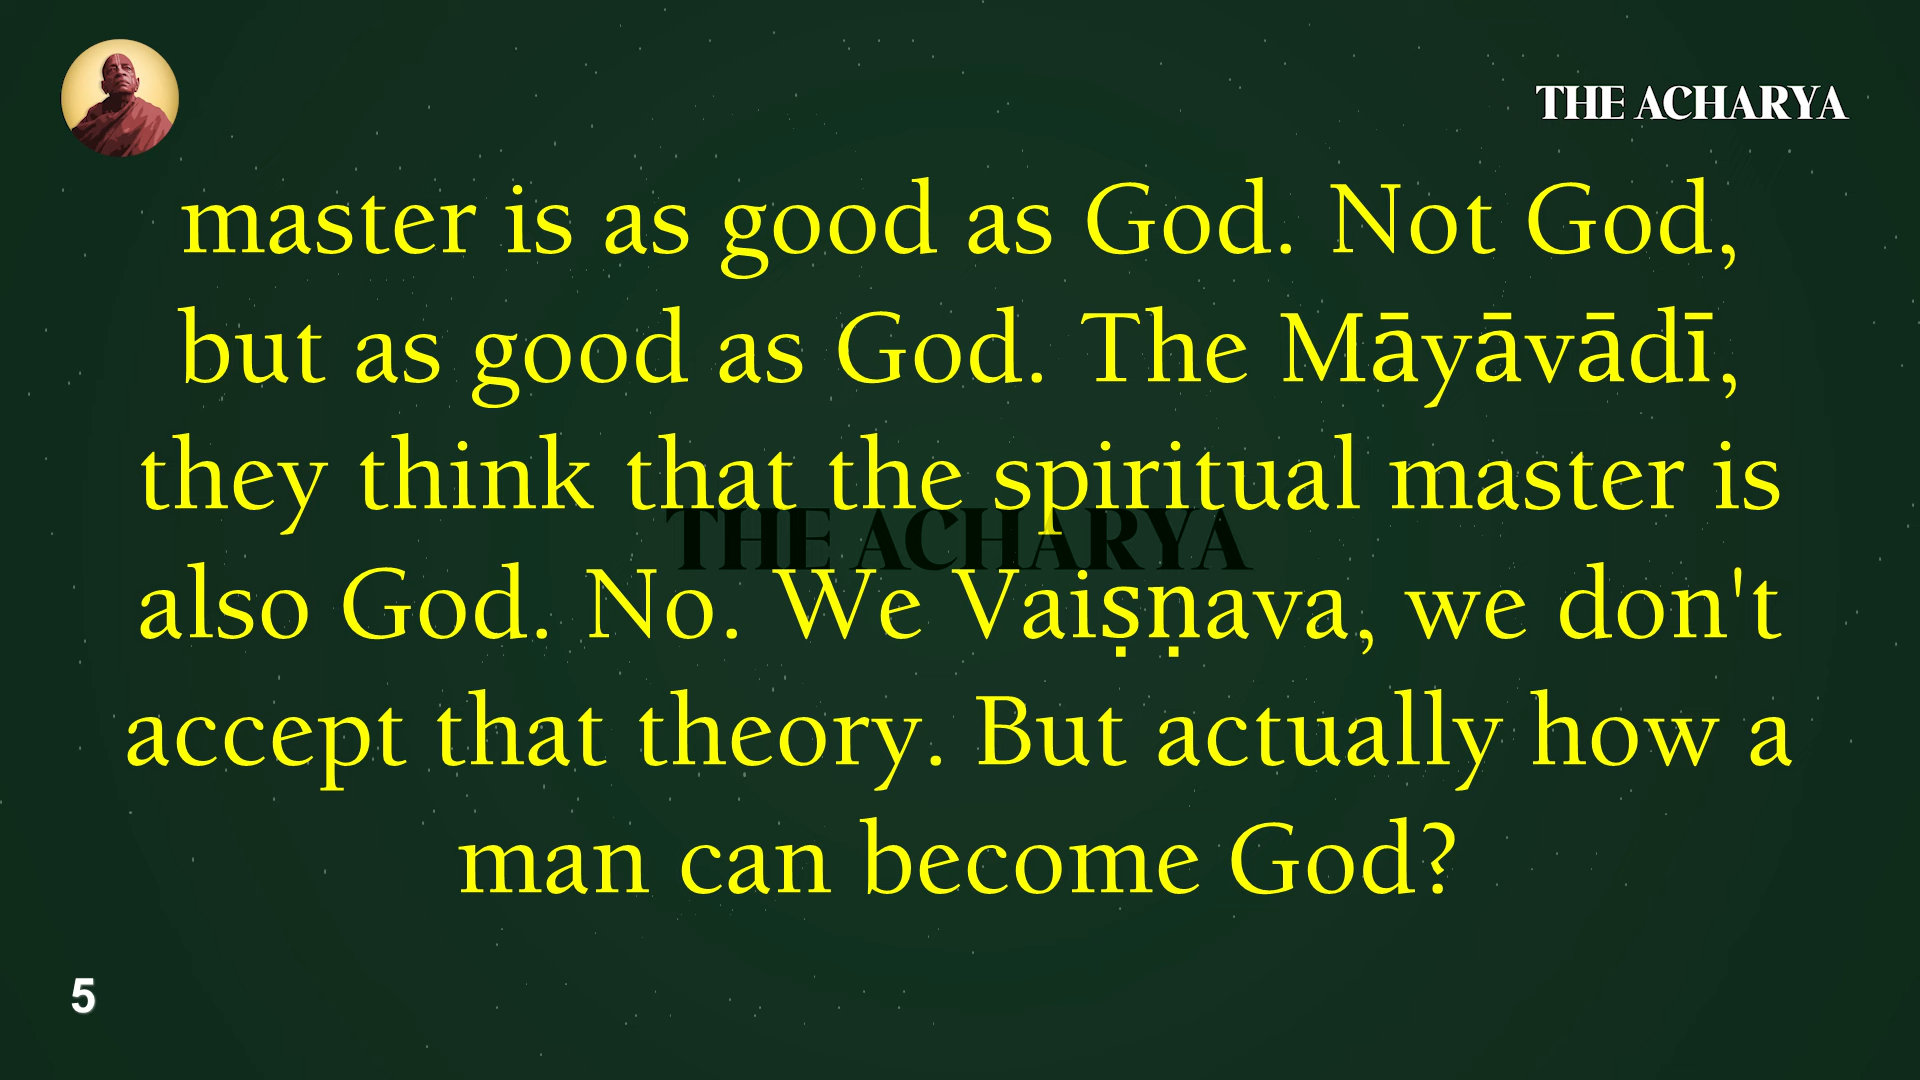 THE ACHARYA
master is as good as God. Not God,
but as good as God. The Māyāvādī,
they think that the spiritual master is
THE ACHARYA
also God. No. We Vaiṣṇava, we don't
accept that theory. But actually how a
man can become God?
5